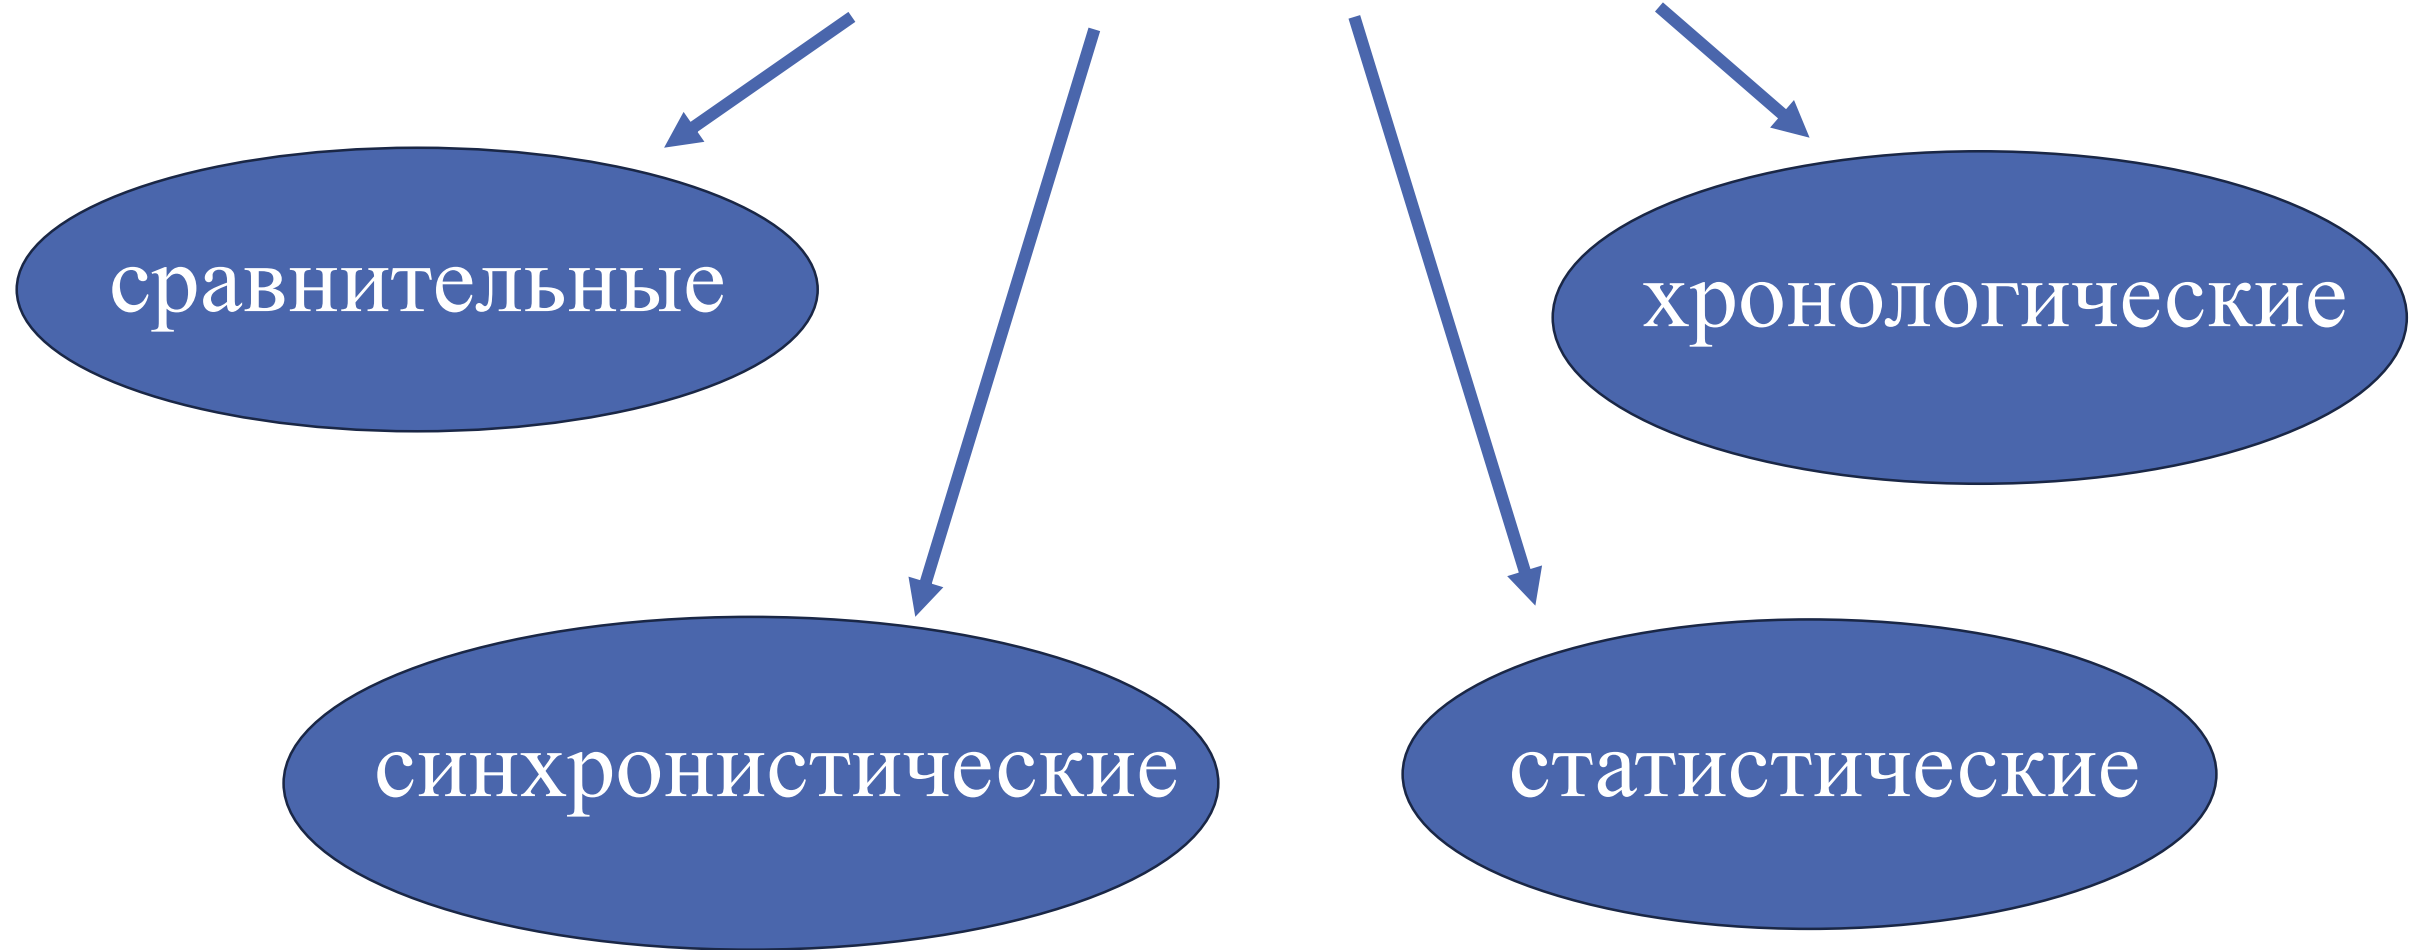 сравнительные
хронологические
синхронистические
статистические